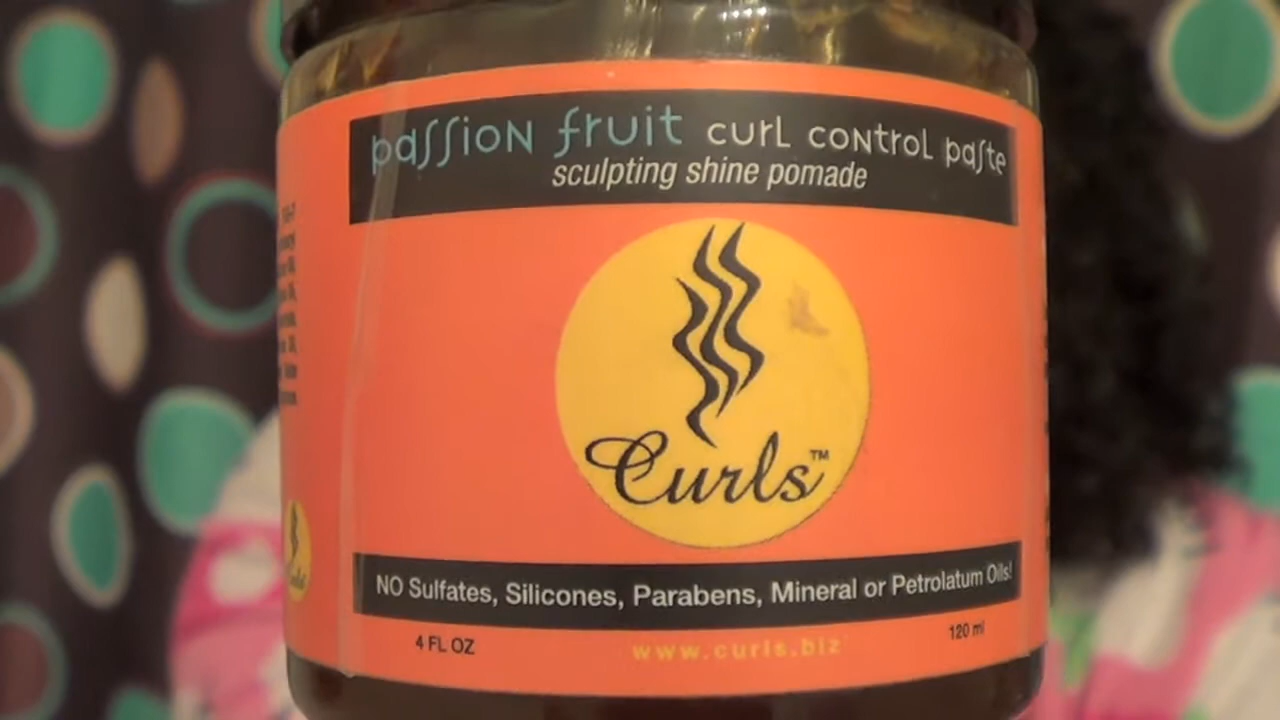 passion fruit curl control paste
sculpting shine pomade
Curls™
NO Sulfates, Silicones, Parabens, Mineral or Petrolatum Oils!
4 FL OZ
120 ml
www.curls.biz